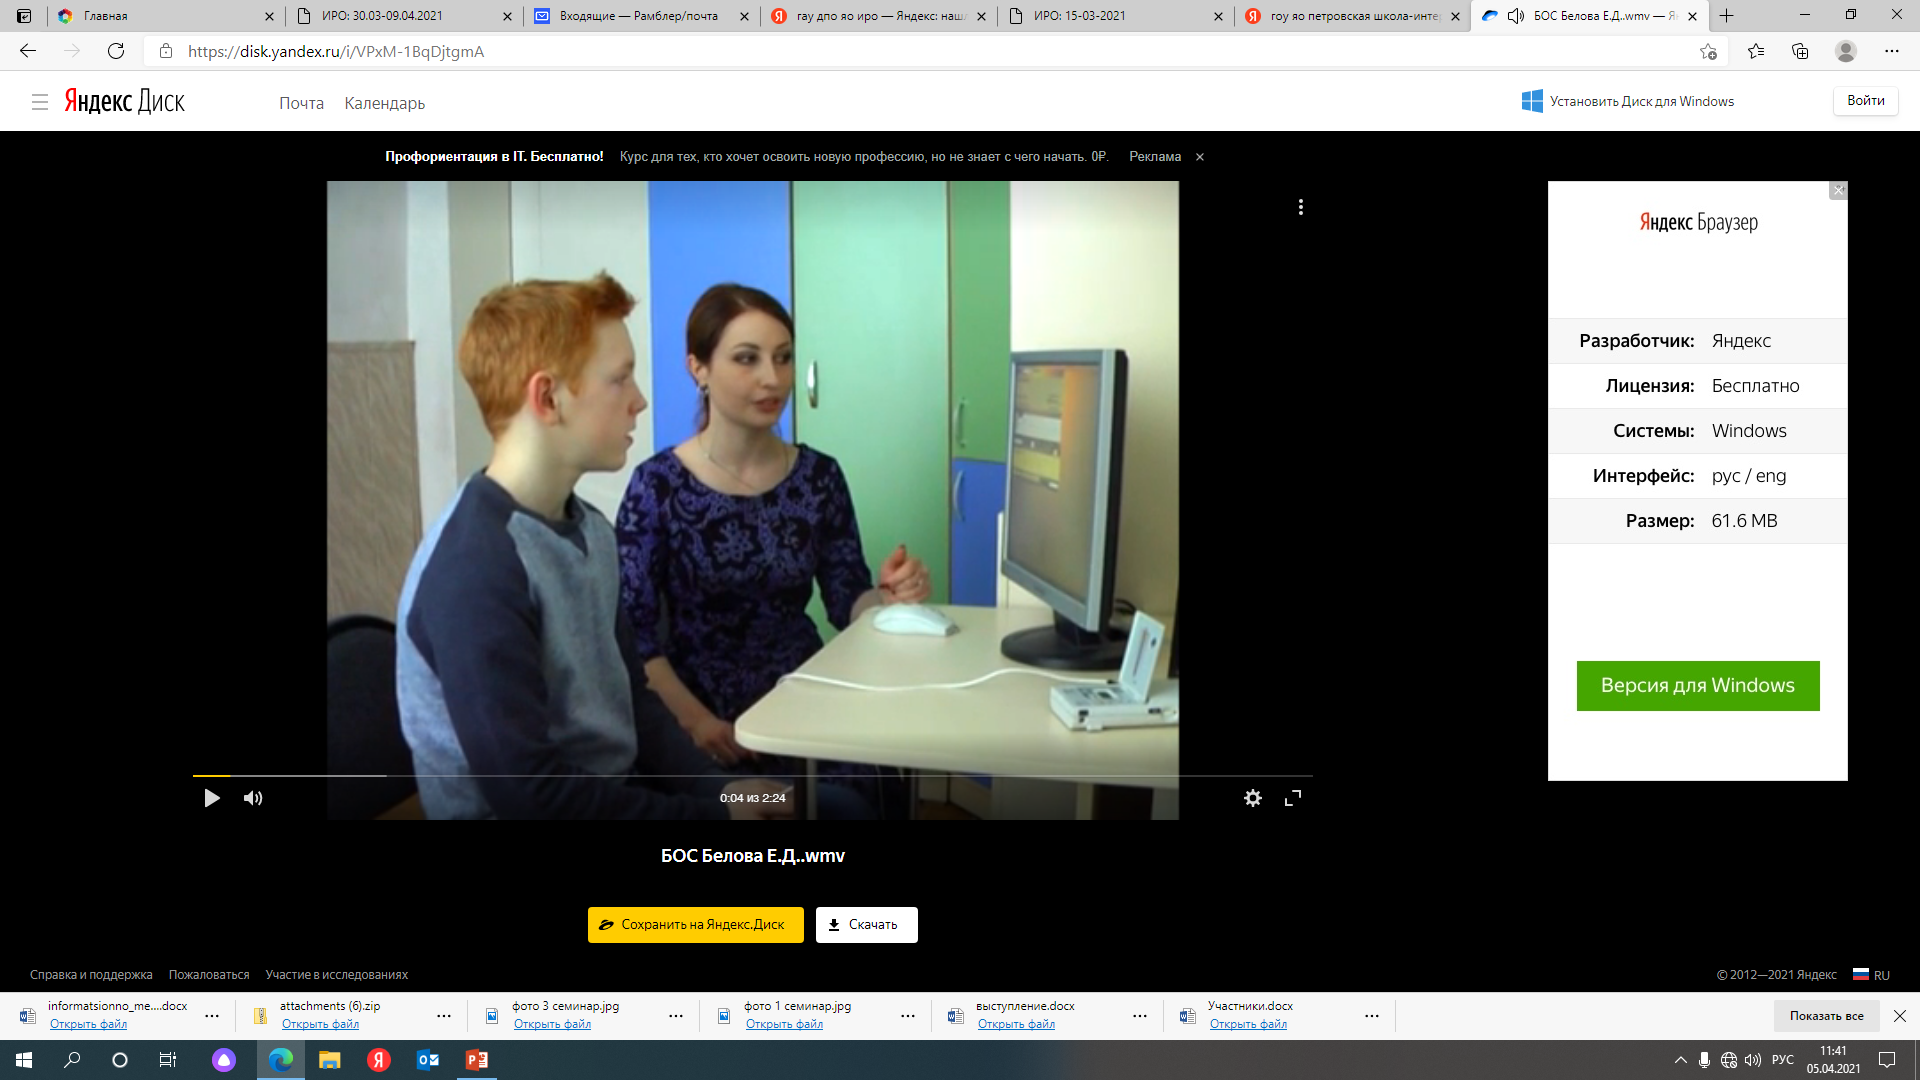 Главная
ИРО: 30.03-09.04.2021
Входящие — Рамблер/почта
гау дпо яо иро — Яндекс: наш
ИРО: 15-03-2021
гоу яо петровская школа-инте
БОС Белова Е.Д..wmv — Я
https://disk.yandex.ru/i/VPxM-1BqDjtgmA
Яндекс Диск
Почта
Календарь
Установить Диск для Windows
Войти
Профориентация в IT. Бесплатно! Курс для тех, кто хочет освоить новую профессию, но не знает с чего начать. 0₽. Реклама
Яндекс Браузер
Разработчик: Яндекс
Лицензия: Бесплатно
Системы: Windows
Интерфейс: рус / eng
Размер: 61.6 MB
Версия для Windows
0:04 из 2:24
БОС Белова Е.Д..wmv
Сохранить на Яндекс.Диск
Скачать
Справка и поддержка Пожаловаться Участие в исследованиях
© 2012—2021 Яндекс
RU
informatsionno_me....docx
Открыть файл
attachments (6).zip
Открыть файл
фото 3 семинар.jpg
Открыть файл
фото 1 семинар.jpg
Открыть файл
выступление.docx
Открыть файл
Участники.docx
Открыть файл
Показать все
РУС
11:41
05.04.2021